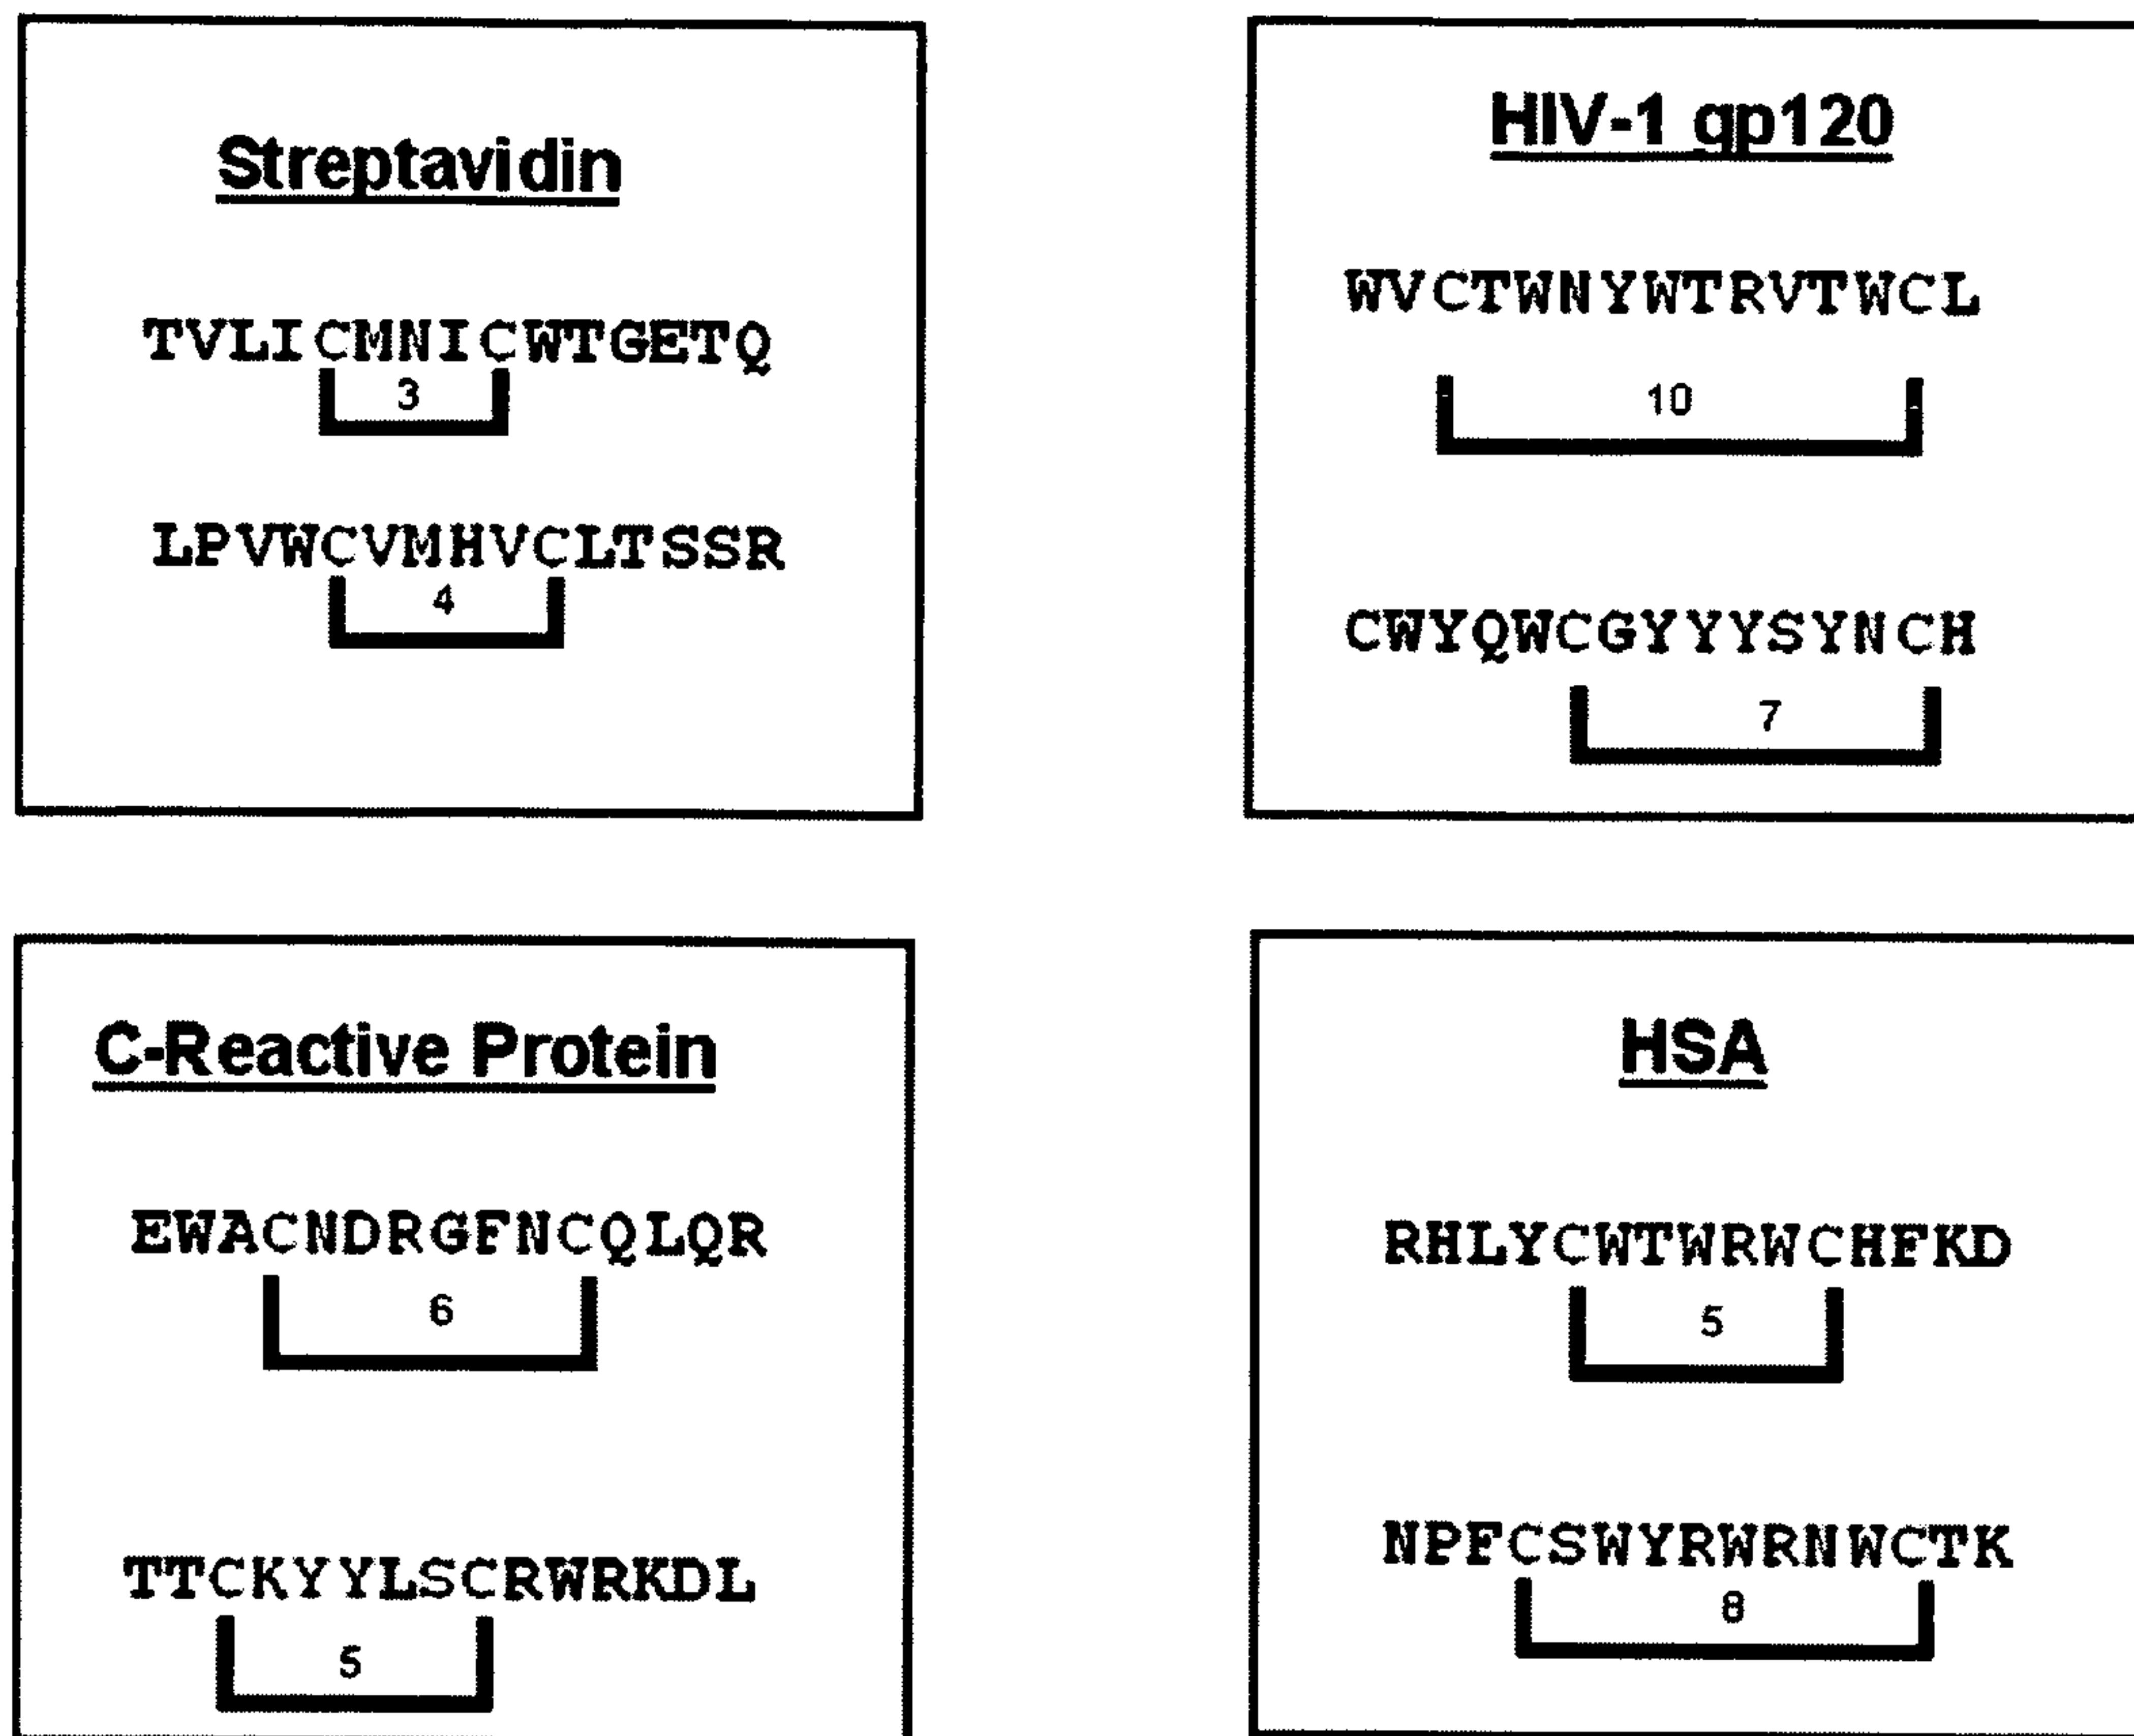 Streptavidin
TVLICMNICWTGETQ
3
LPVWCVMHVCLTSSR
4
HIV-1 gp120
WVCTWNYWTRVTWCL
10
CWYQWCGYYYSYNCH
7
C-Reactive Protein
EWACNDRGFNCQLQR
6
TTCKYYLSCRWRKDL
5
HSA
RHLYCWTWRWCHFKD
5
NPFCSWYRWRNWCTK
8